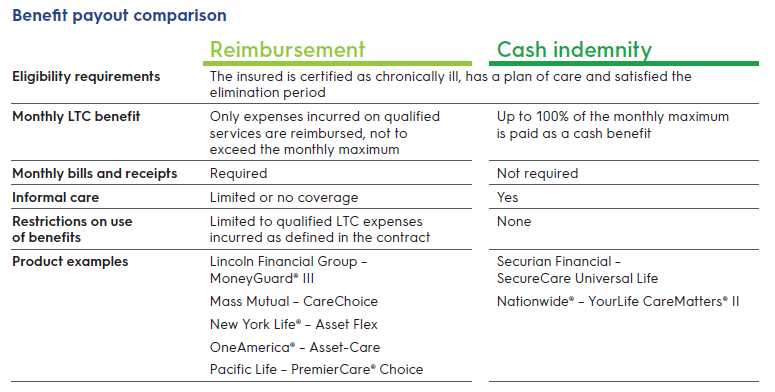 Benefit payout comparison
Reimbursement
Cash indemnity
Eligibility requirements
The insured is certified as chronically ill, has a plan of care and satisfied the
elimination period
Monthly LTC benefit
Only expenses incurred on qualified
services are reimbursed, not to
exceed the monthly maximum
Up to 100% of the monthly maximum
is paid as a cash benefit
Monthly bills and receipts
Required
Not required
Informal care
Limited or no coverage
Yes
Restrictions on use
of benefits
Limited to qualified LTC expenses
incurred as defined in the contract
None
Product examples
Lincoln Financial Group –
MoneyGuard® III
Mass Mutual – CareChoice
New York Life® – Asset Flex
OneAmerica® – Asset-Care
Pacific Life – PremierCare® Choice
Securian Financial –
SecureCare Universal Life
Nationwide® – YourLife CareMatters® II